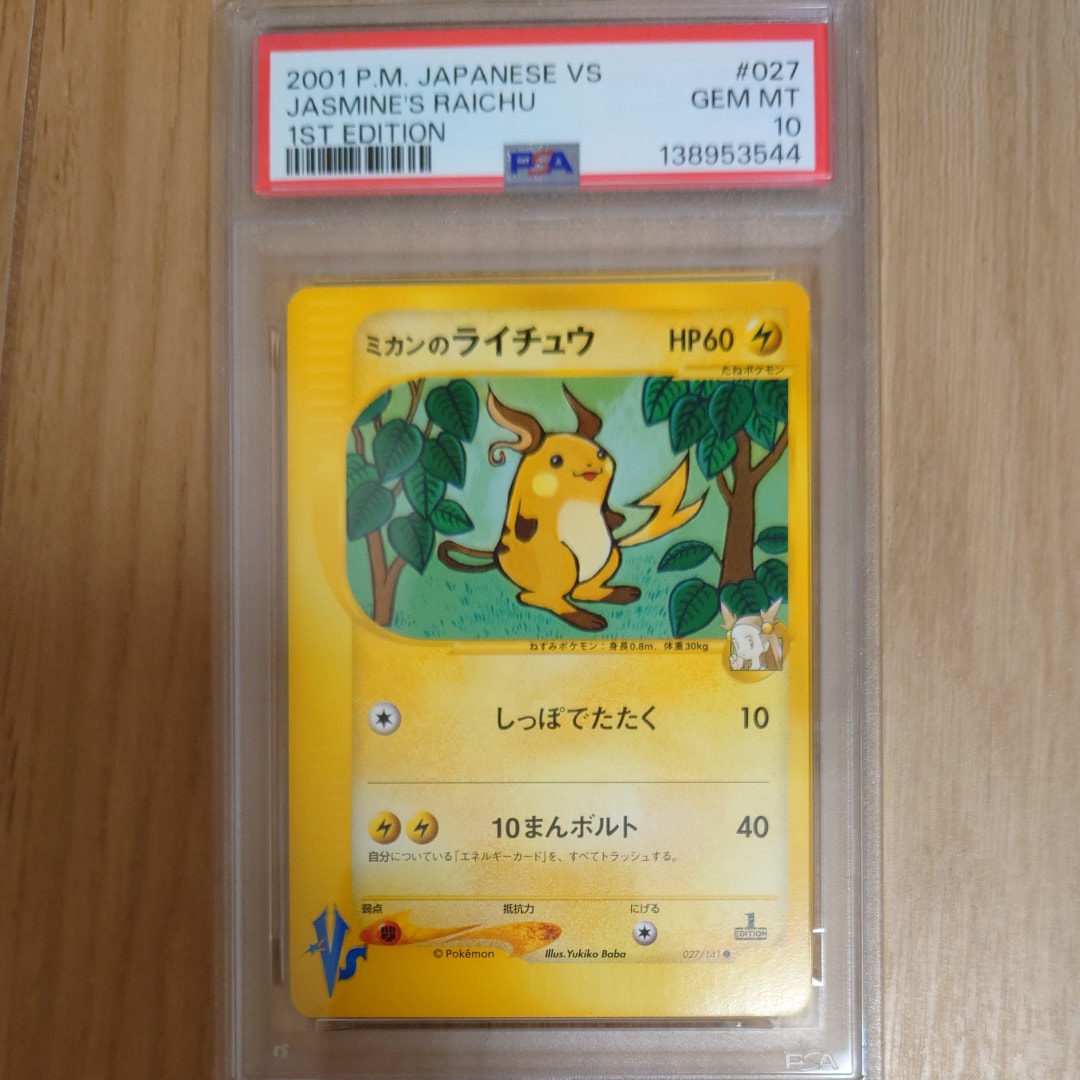 2001 P.M. JAPANESE VS #027
JASMINE'S RAICHU GEM MT
1ST EDITION 10
PSA 138953544
ミカンのライチュウ HP60
たねポケモン
ねずみポケモン：身長0.8m、体重30kg
しっぽでたたく 10
10まんボルト 40
自分についている「エネルギーカード」を、すべてトラッシュする。
弱点 抵抗力 にげる
1
EDITION
VS
©Pokémon Illus.Yukiko Baba 027/141●
PSA